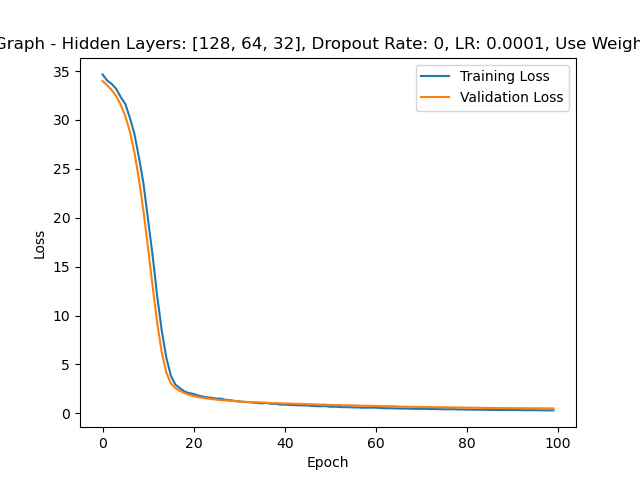 Graph - Hidden Layers: [128, 64, 32], Dropout Rate: 0, LR: 0.0001, Use Weigh
35
30
25
20
15
10
5
0
Loss
Training Loss
Validation Loss
0 20 40 60 80 100
Epoch